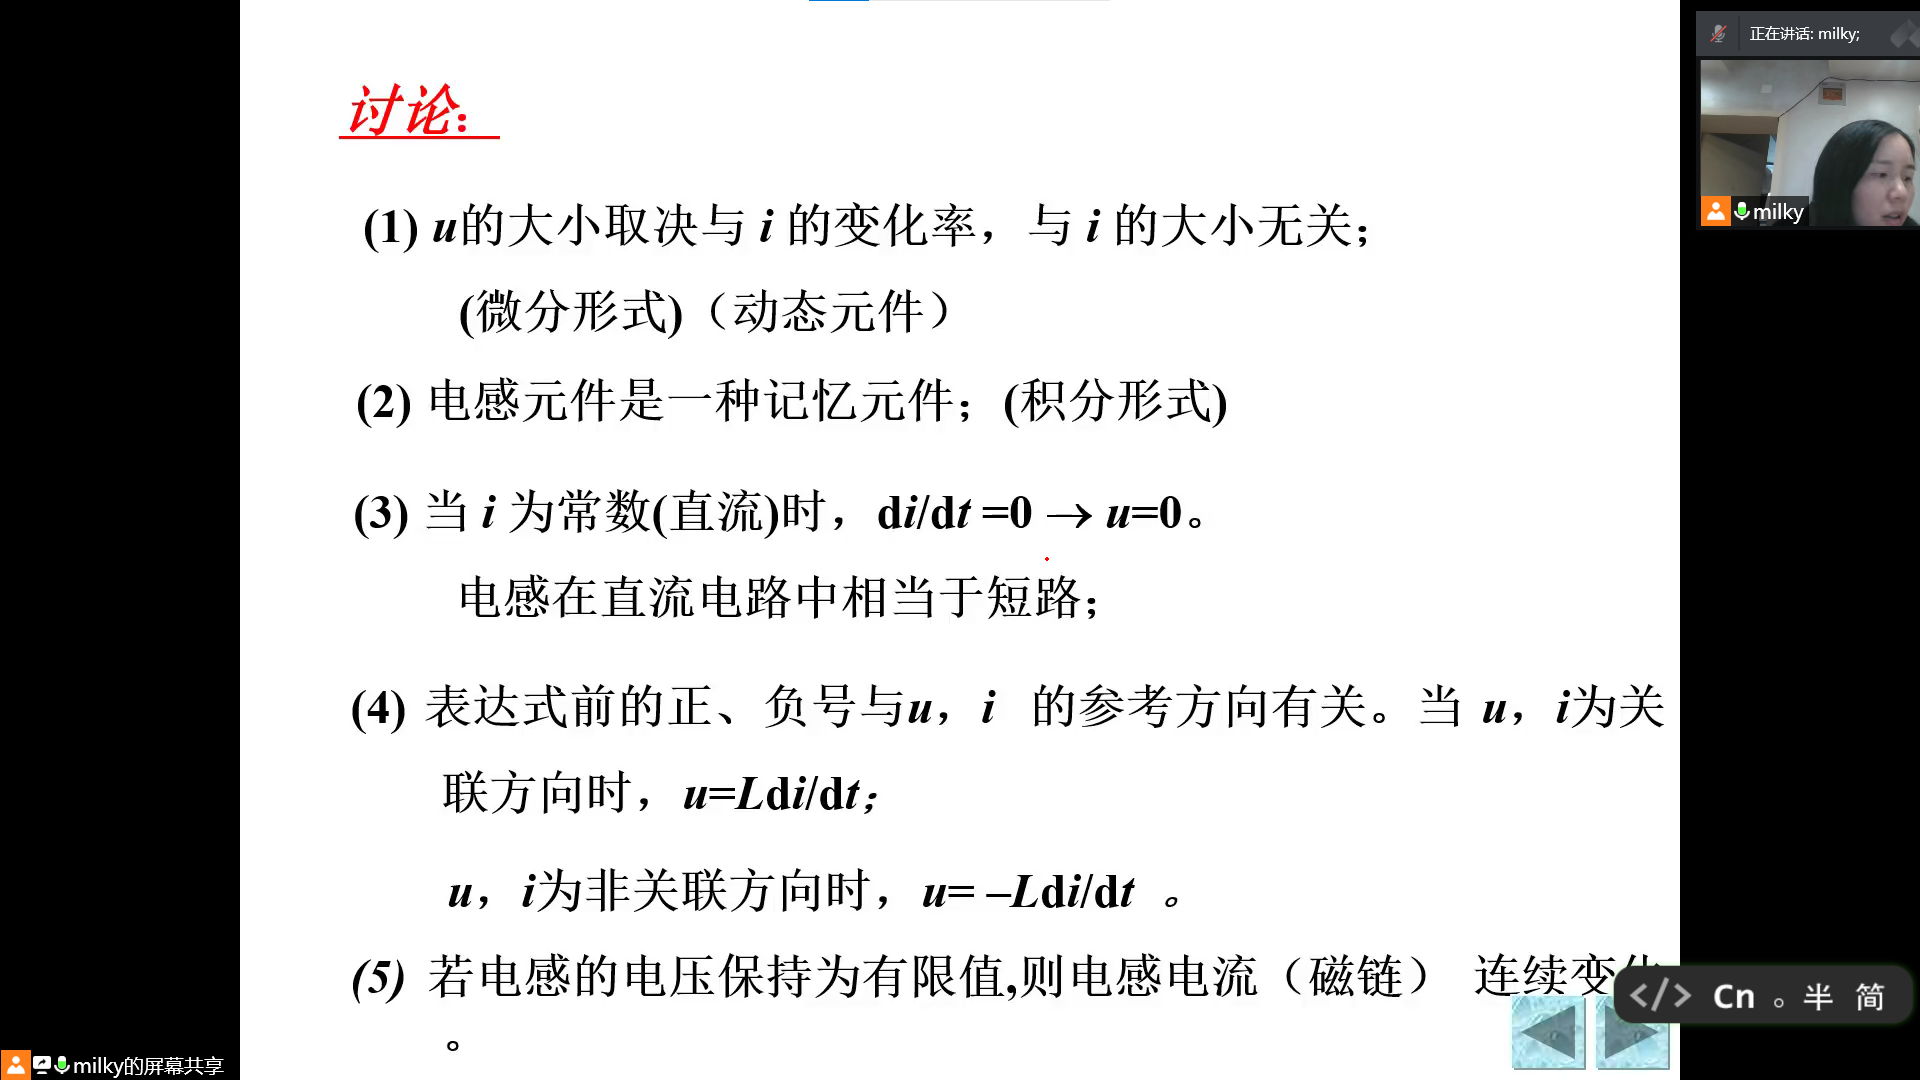 讨论:
(1) u的大小取决与 i 的变化率，与 i 的大小无关；
(微分形式)（动态元件）
(2) 电感元件是一种记忆元件；(积分形式)
(3) 当 i 为常数(直流)时，di/dt =0 → u=0。
电感在直流电路中相当于短路；
(4) 表达式前的正、负号与u，i 的参考方向有关。当 u，i为关
联方向时，u=Ldi/dt；
u，i为非关联方向时，u= –Ldi/dt 。
(5) 若电感的电压保持为有限值,则电感电流（磁链） 连续变化
。
正在讲话: milky;
milky
</> Cn 。半 简
milky的屏幕共享